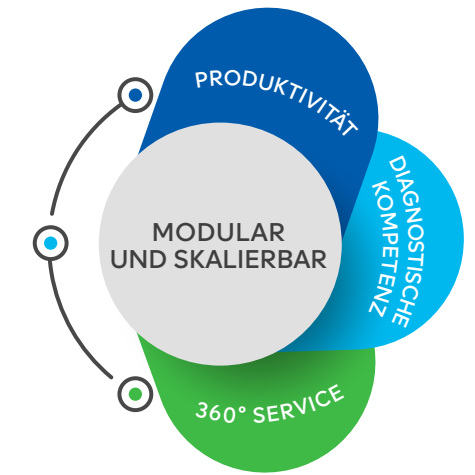 PRODUKTIVITÄT
DIAGNOSTISCHE
KOMPETENZ
MODULAR
UND SKALIERBAR
360° SERVICE